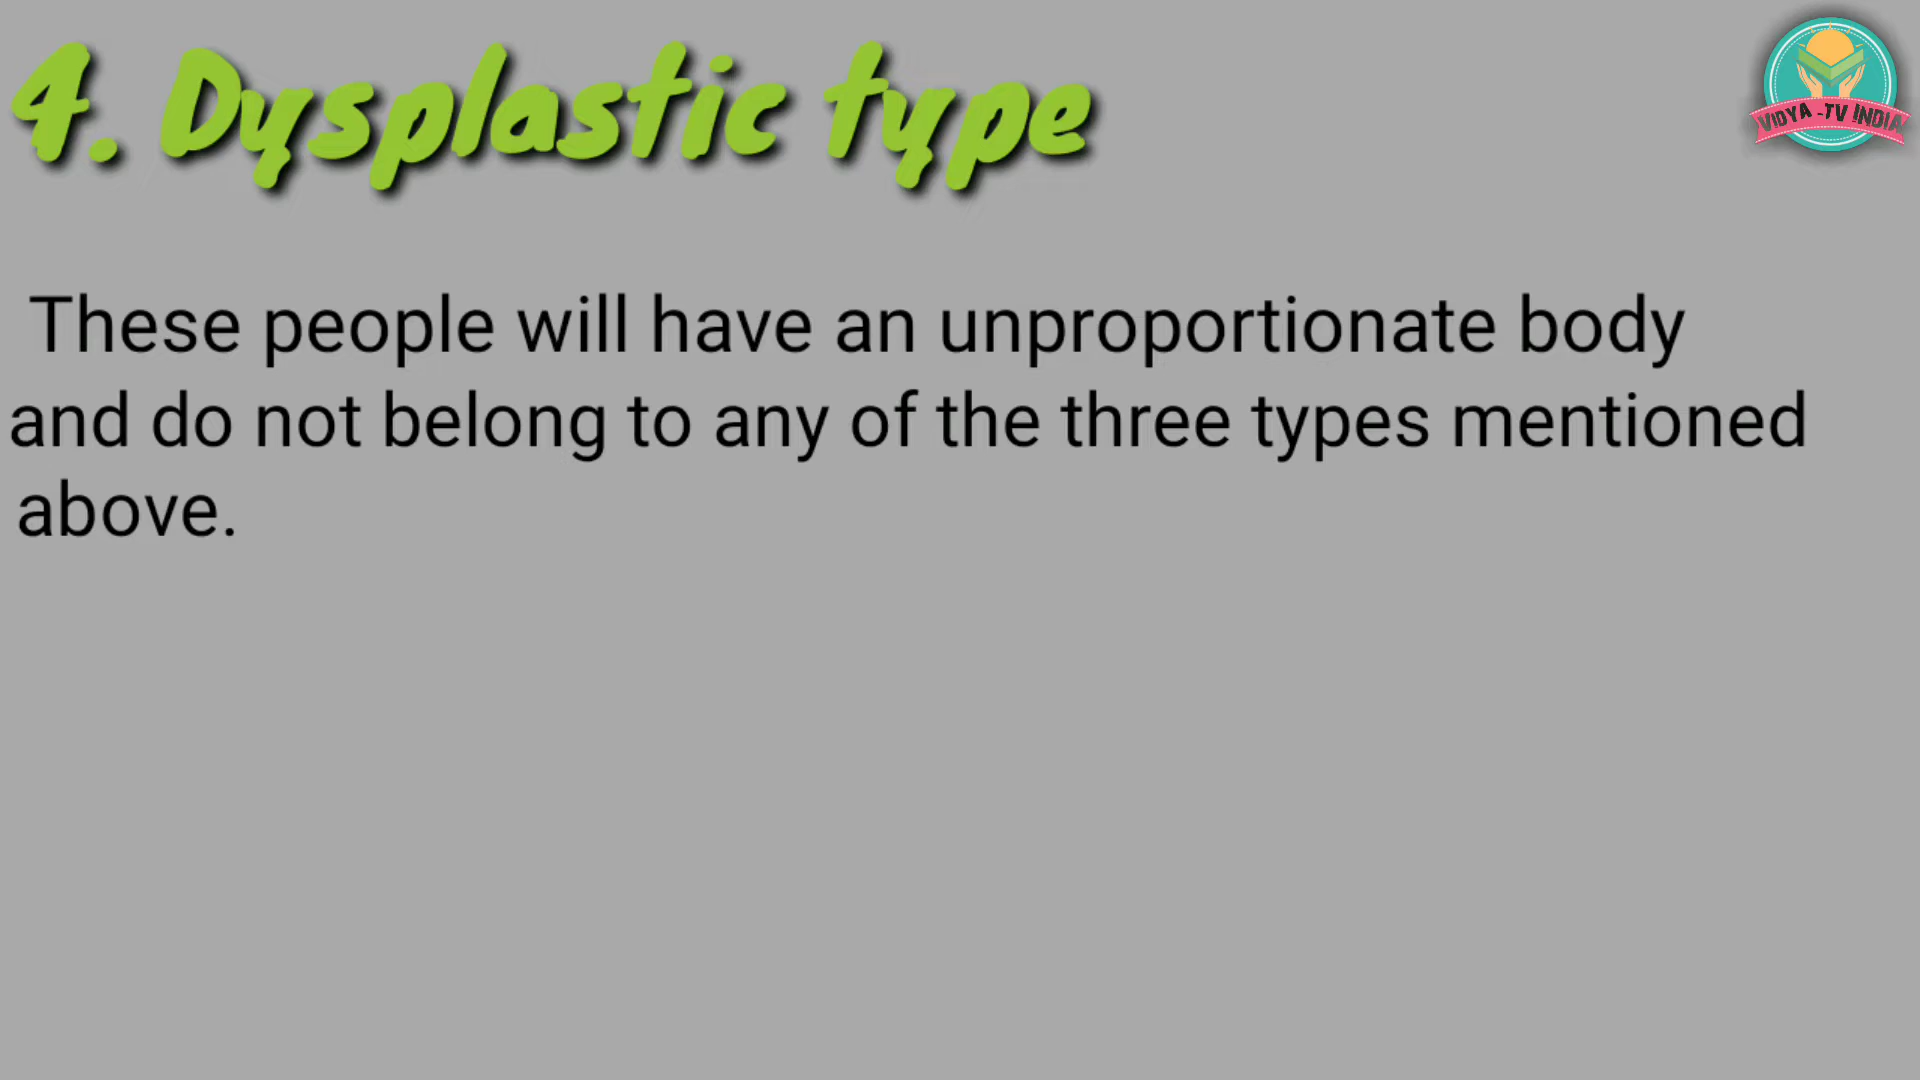 4. Dysplastic type
VIDYA -TV INDIA
These people will have an unproportionate body
and do not belong to any of the three types mentioned
above.